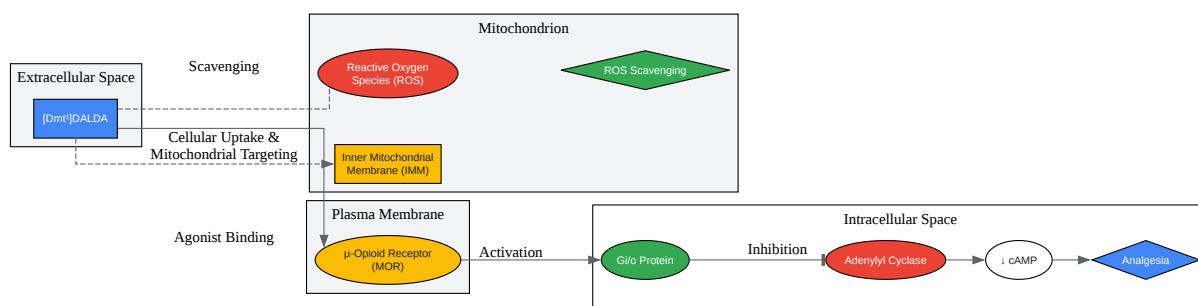 Mitochondrion
Scavenging
Reactive Oxygen
Species (ROS)
ROS Scavenging
Extracellular Space
[Dmt¹]DALDA
Cellular Uptake &
Mitochondrial Targeting
Inner Mitochondrial
Membrane (IMM)
Plasma Membrane
Intracellular Space
Agonist Binding
μ-Opioid Receptor
(MOR)
Activation
Gi/o Protein
Inhibition
Adenylyl Cyclase
↓ cAMP
Analgesia